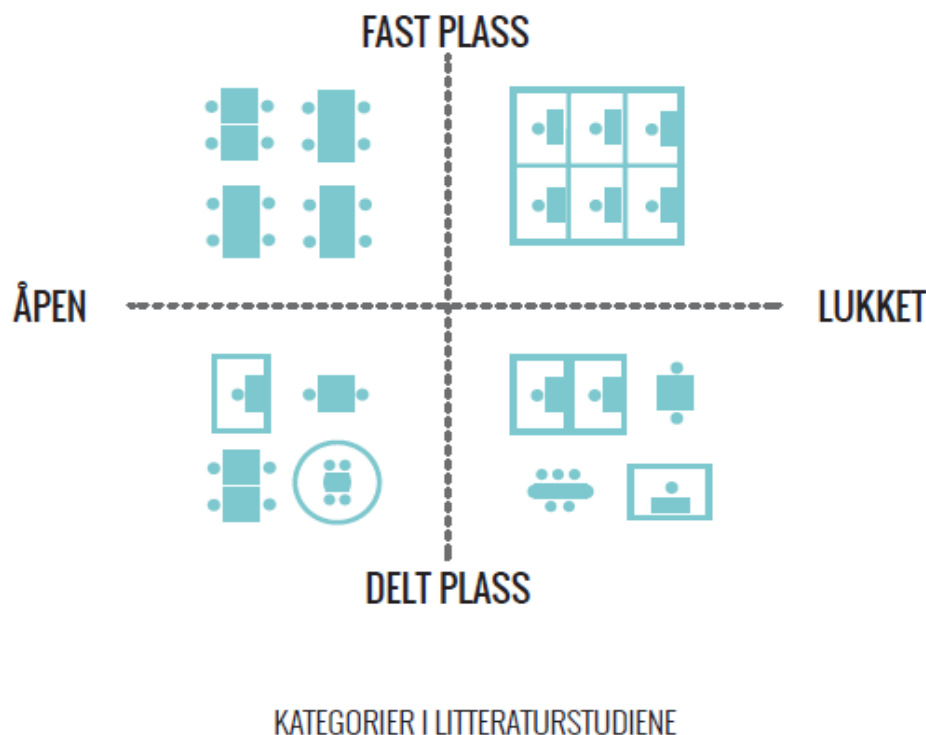 FAST PLASS
ÅPEN
LUKKET
DELT PLASS
KATEGORIER I LITTERATURSTUDIENE